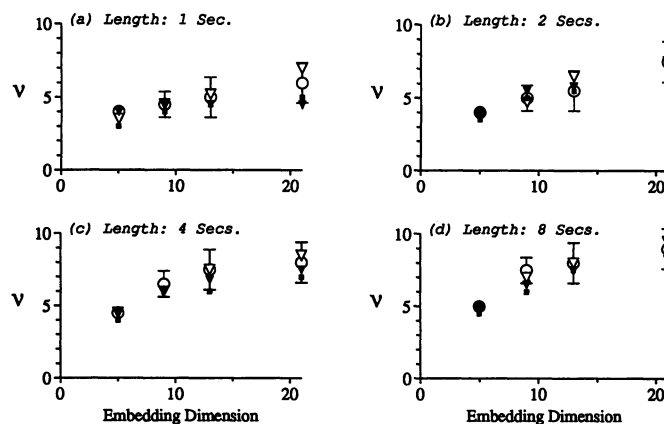 (a) Length: 1 Sec.
10
ν
5
0
0 10 20
(b) Length: 2 Secs.
10
ν
5
0
0 10 20
(c) Length: 4 Secs.
10
ν
5
0
0 10 20
Embedding Dimension
(d) Length: 8 Secs.
10
ν
5
0
0 10 20
Embedding Dimension